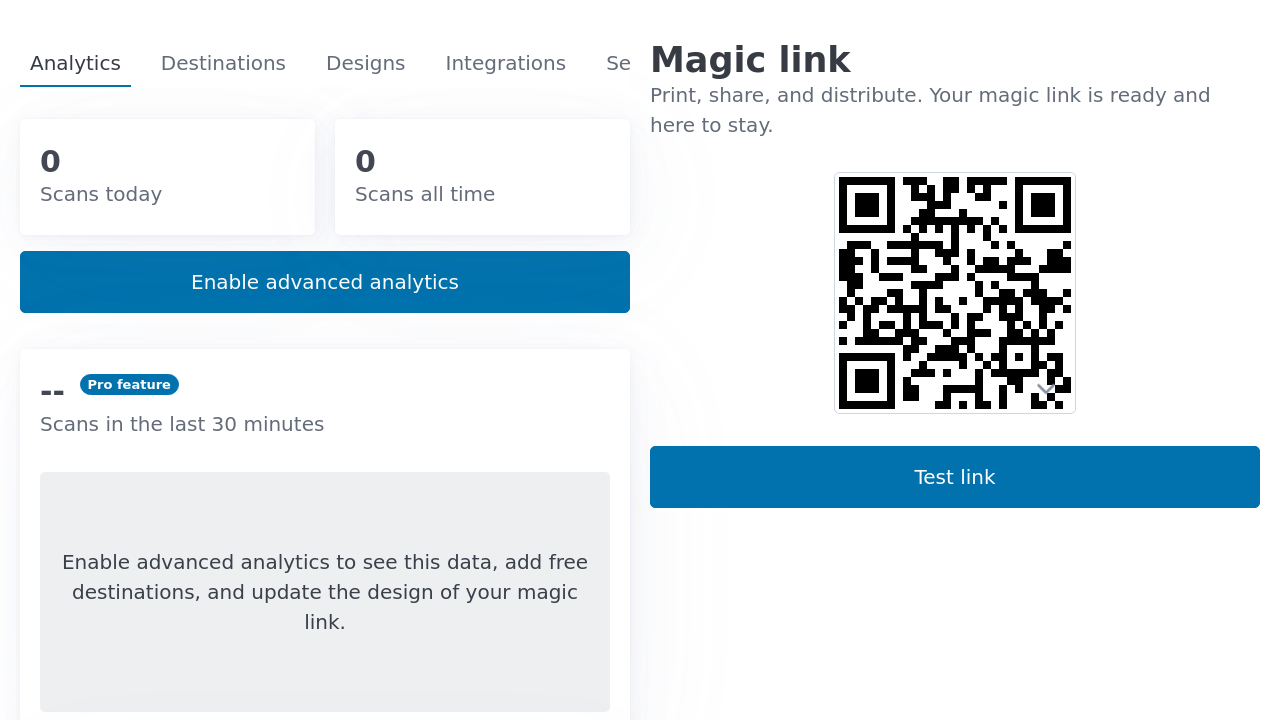 Analytics
Destinations
Designs
Integrations
Se
0
Scans today
0
Scans all time
Enable advanced analytics
--
Pro feature
Scans in the last 30 minutes
Enable advanced analytics to see this data, add free
destinations, and update the design of your magic
link.
Magic link
Print, share, and distribute. Your magic link is ready and
here to stay.
Test link